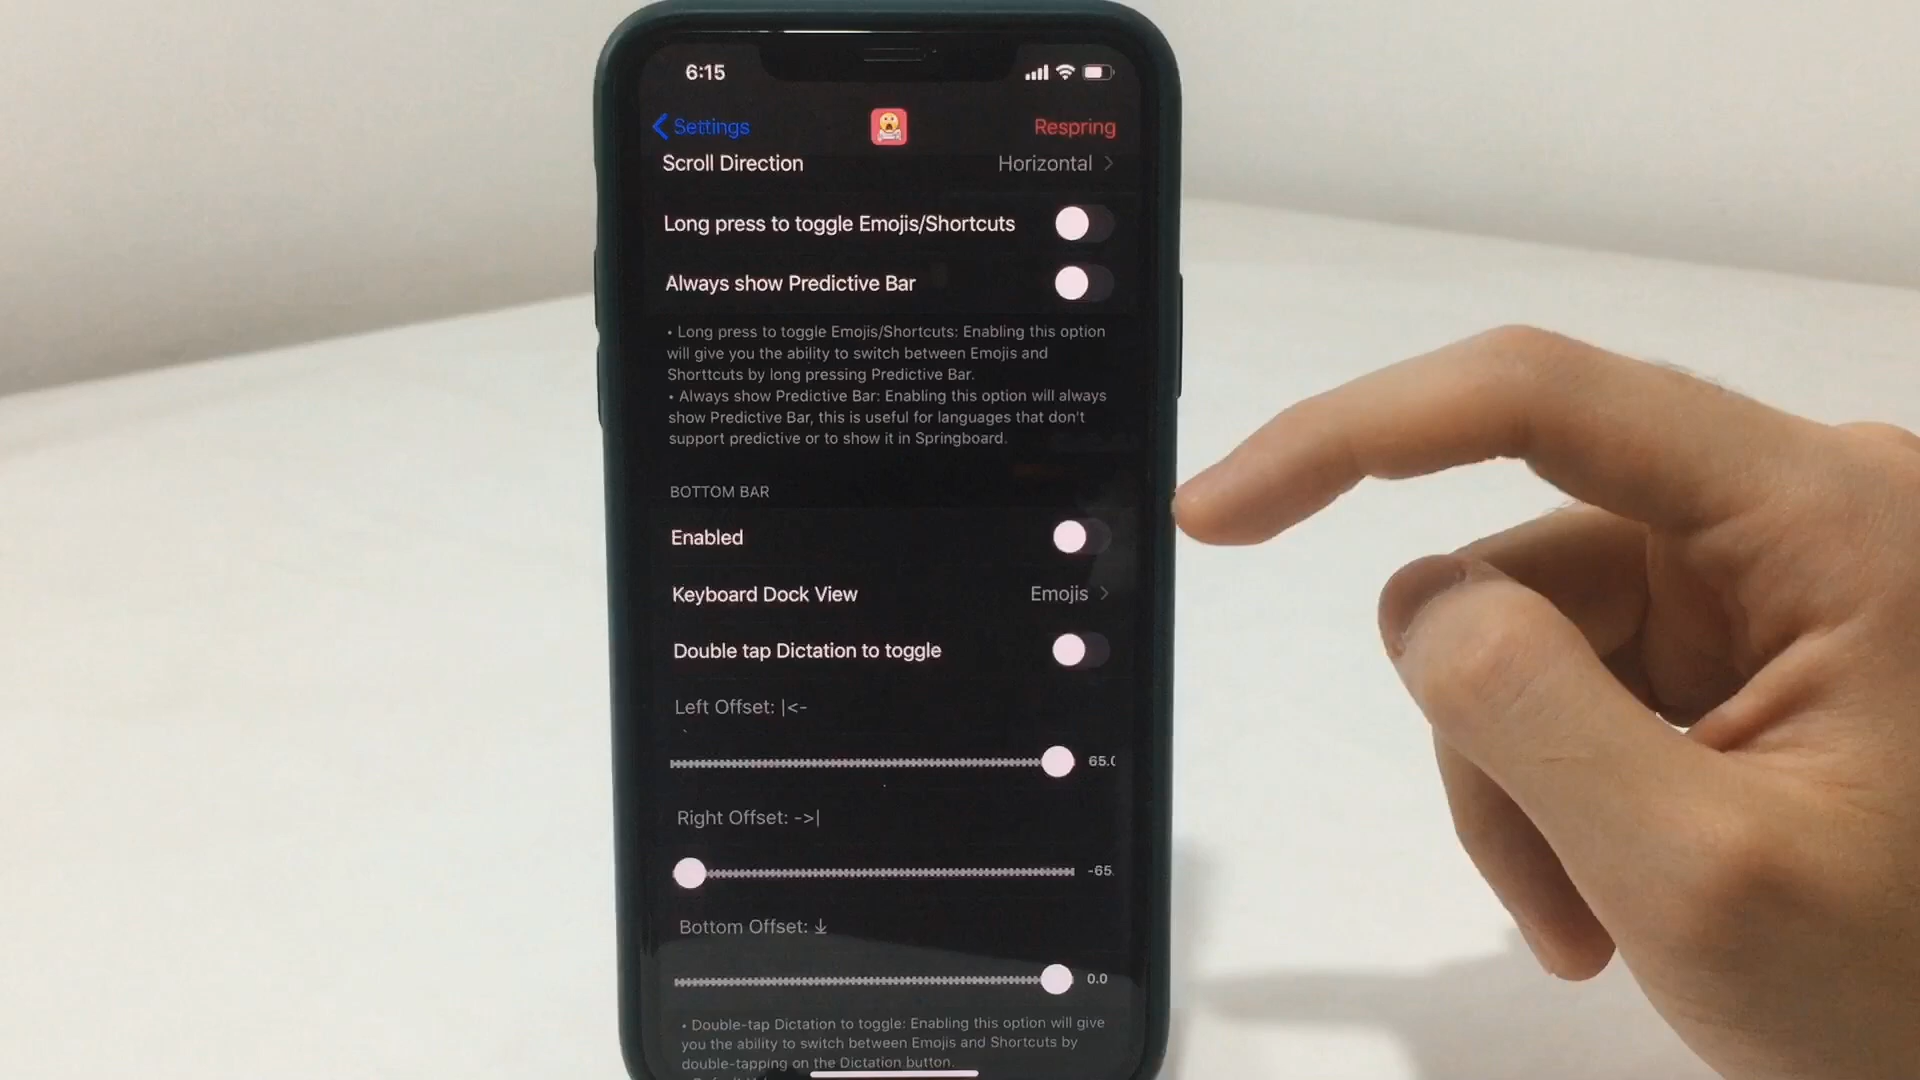 6:15
Settings
Respring
Scroll Direction Horizontal
Long press to toggle Emojis/Shortcuts
Always show Predictive Bar
• Long press to toggle Emojis/Shortcuts: Enabling this option
will give you the ability to switch between Emojis and
Shorttcuts by long pressing Predictive Bar.
• Always show Predictive Bar: Enabling this option will always
show Predictive Bar, this is useful for languages that don't
support predictive or to show it in Springboard.
BOTTOM BAR
Enabled
Keyboard Dock View Emojis
Double tap Dictation to toggle
Left Offset: |<-
65.0
Right Offset: ->|
-65.
Bottom Offset: ↓
0.0
• Double-tap Dictation to toggle: Enabling this option will give
you the ability to switch between Emojis and Shortcuts by
double-tapping on the Dictation button.